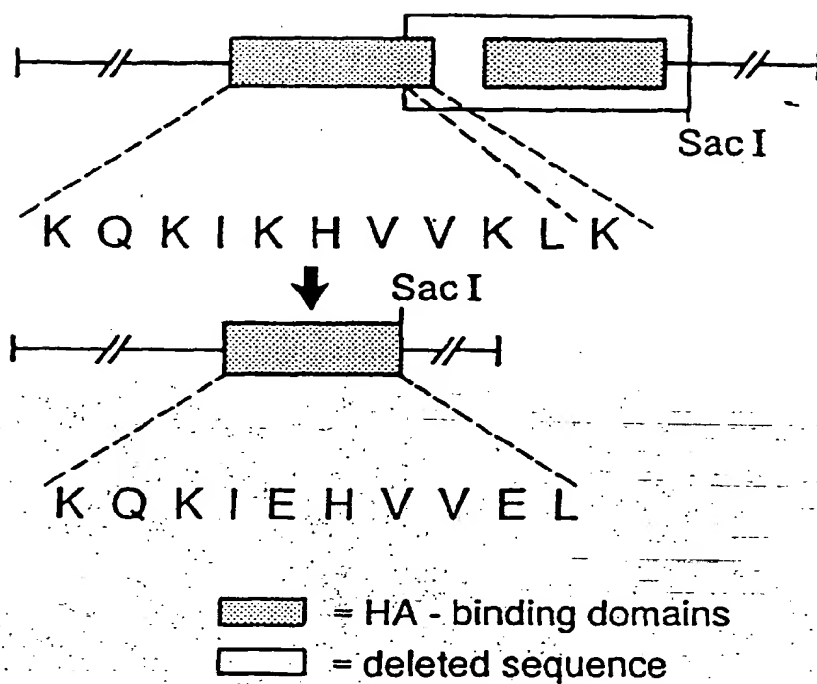 Sac I
K Q K I K H V V K L K
Sac I
K Q K I E H V V E L
= HA - binding domains
= deleted sequence